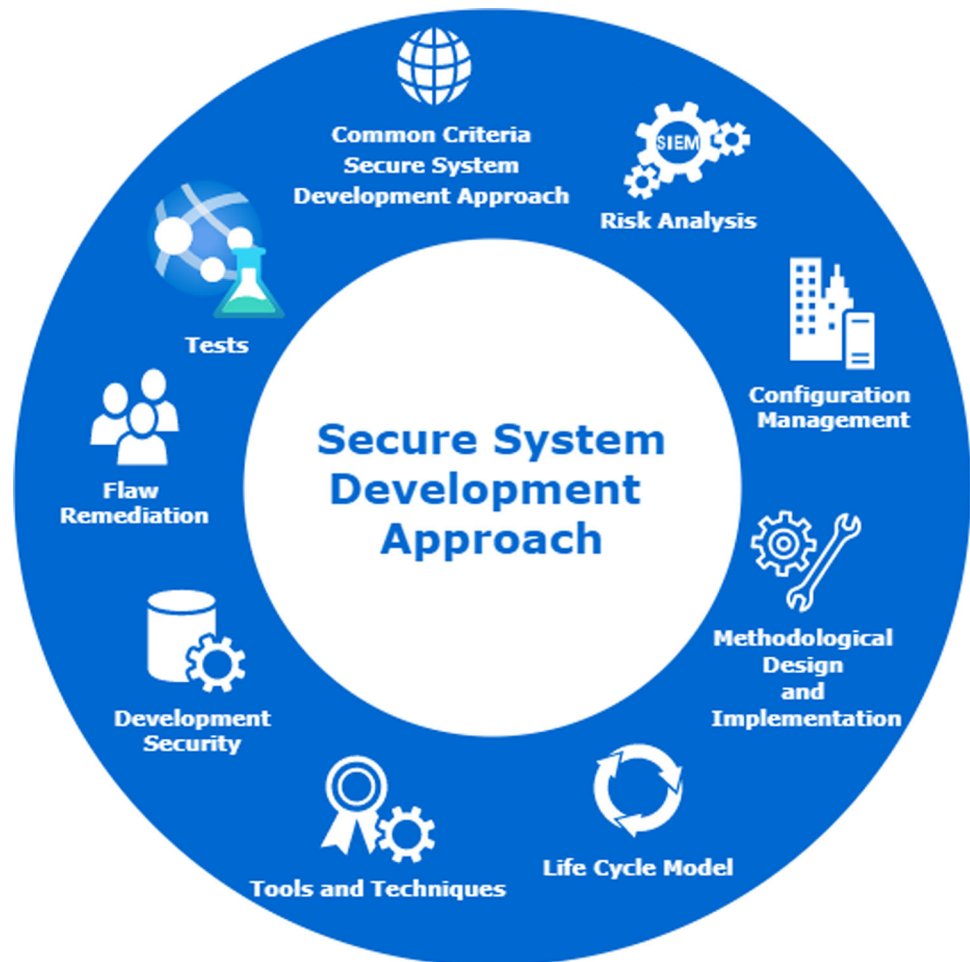 Common Criteria
Secure System
Development Approach
SIEM
Risk Analysis
Configuration
Management
Methodological
Design
and
Implementation
Life Cycle Model
Tools and Techniques
Development
Security
Flaw
Remediation
Tests
Secure System
Development
Approach